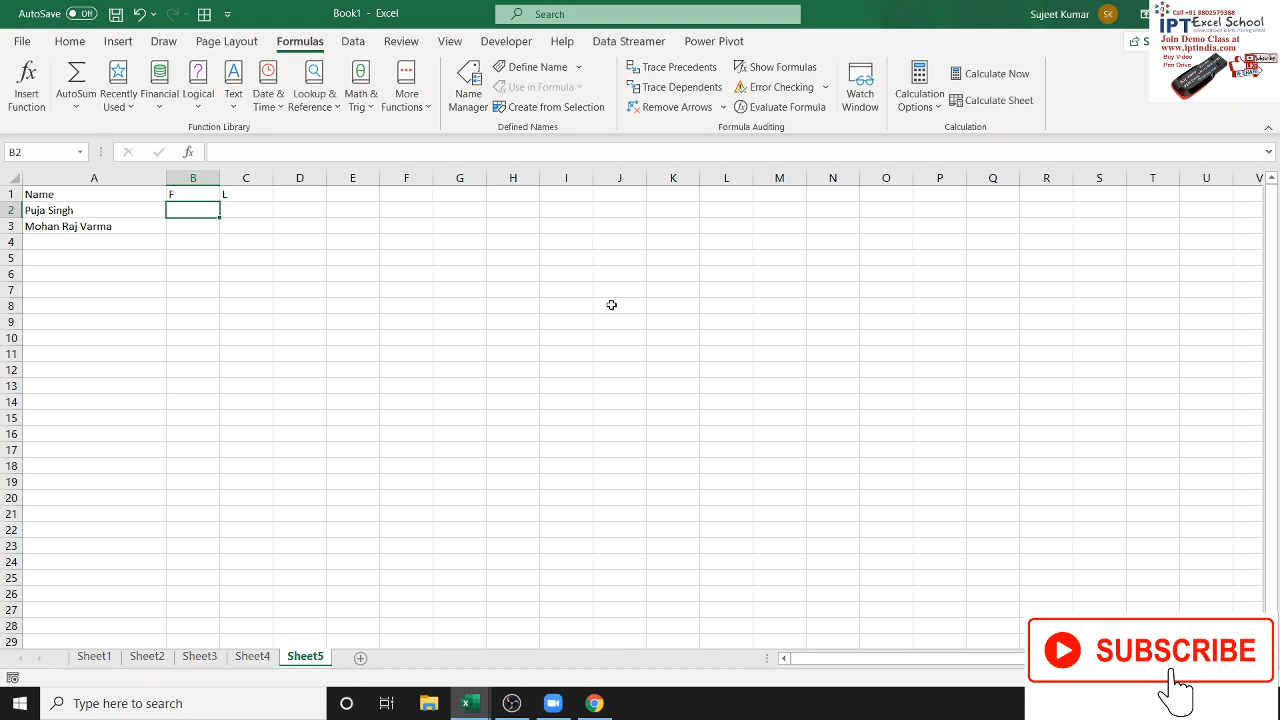 AutoSave Off Book1 - Excel Search Sujeet Kumar SK
Call +91 8802579388
IPT Excel School
Join Demo Class at
www.iptindia.com
Buy Video
Pen Drive
File Home Insert Draw Page Layout Formulas Data Review View Developer Help Data Streamer Power Pivot
Insert Function
AutoSum
Recently Used
Financial
Logical
Text
Date & Time
Lookup & Reference
Math & Trig
More Functions
Function Library
Name Manager
Define Name
Use in Formula
Create from Selection
Defined Names
Trace Precedents
Trace Dependents
Remove Arrows
Show Formulas
Error Checking
Evaluate Formula
Formula Auditing
Watch Window
Calculation Options
Calculate Now
Calculate Sheet
Calculation
B2 fx
A B C D E F G H I J K L M N O P Q R S T U V
1 Name F L
2 Puja Singh
3 Mohan Raj Varma
4
5
6
7
8
9
10
11
12
13
14
15
16
17
18
19
20
21
22
23
24
25
26
27
28
29
Sheet1 Sheet2 Sheet3 Sheet4 Sheet5
SUBSCRIBE
Type here to search